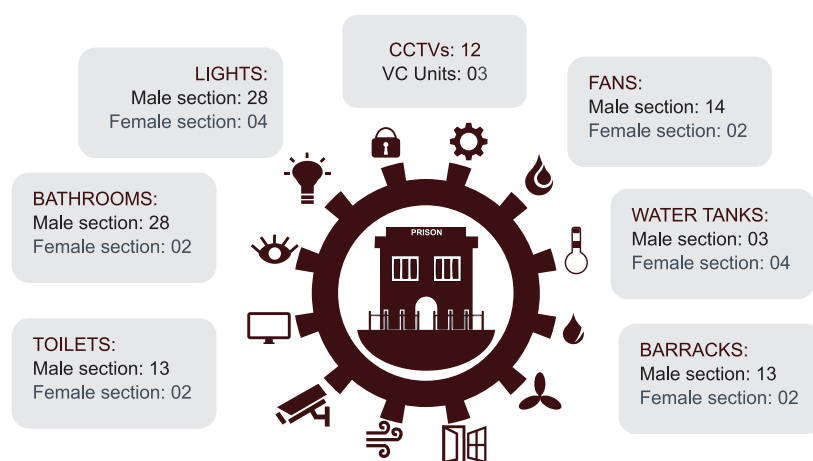 CCTVs: 12
VC Units: 03
LIGHTS:
Male section: 28
Female section: 04
FANS:
Male section: 14
Female section: 02
BATHROOMS:
Male section: 28
Female section: 02
WATER TANKS:
Male section: 03
Female section: 04
PRISON
TOILETS:
Male section: 13
Female section: 02
BARRACKS:
Male section: 13
Female section: 02